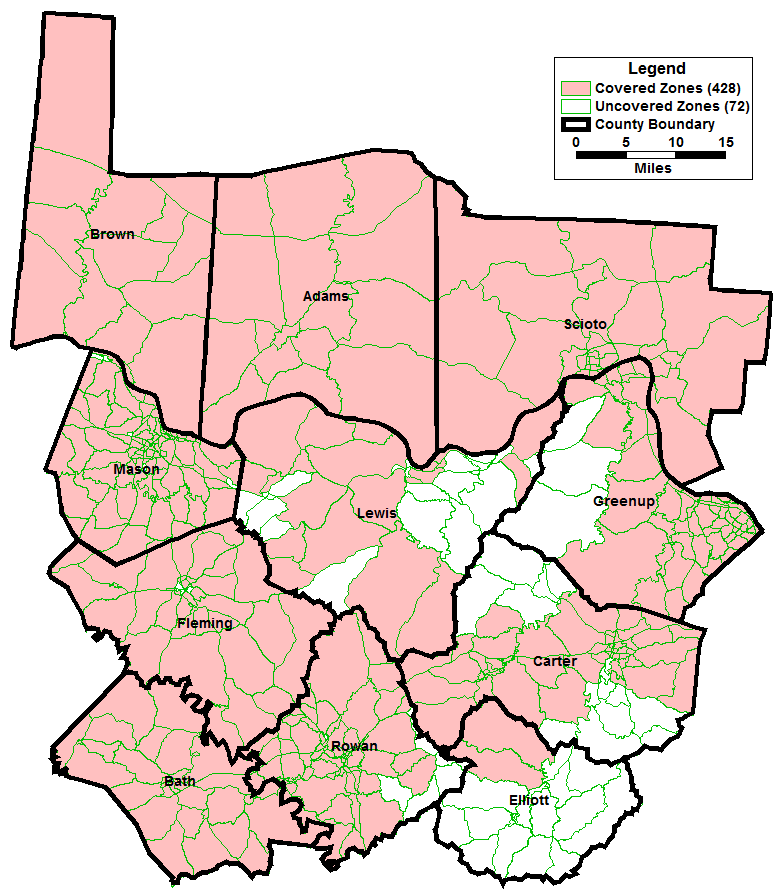 Legend
Covered Zones (428)
Uncovered Zones (72)
County Boundary
0 5 10 15
Miles
Brown
Adams
Scioto
Mason
Lewis
Greenup
Fleming
Carter
Rowan
Bath
Elliott